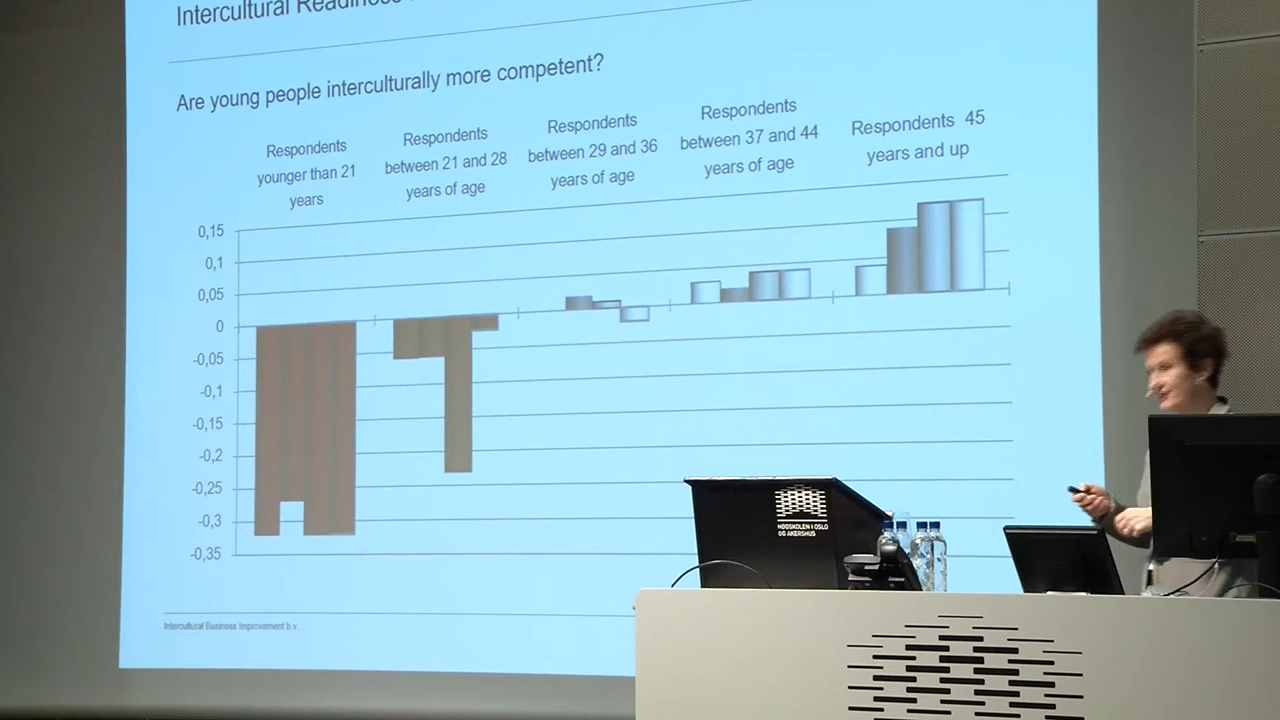 Intercultural Readiness
Are young people interculturally more competent?
Respondents
younger than 21
years
Respondents
between 21 and 28
years of age
Respondents
between 29 and 36
years of age
Respondents
between 37 and 44
years of age
Respondents 45
years and up
0,15
0,1
0,05
0
-0,05
-0,1
-0,15
-0,2
-0,25
-0,3
-0,35
Intercultural Business Improvement b.v.
HØGSKOLEN I OSLO
OG AKERSHUS